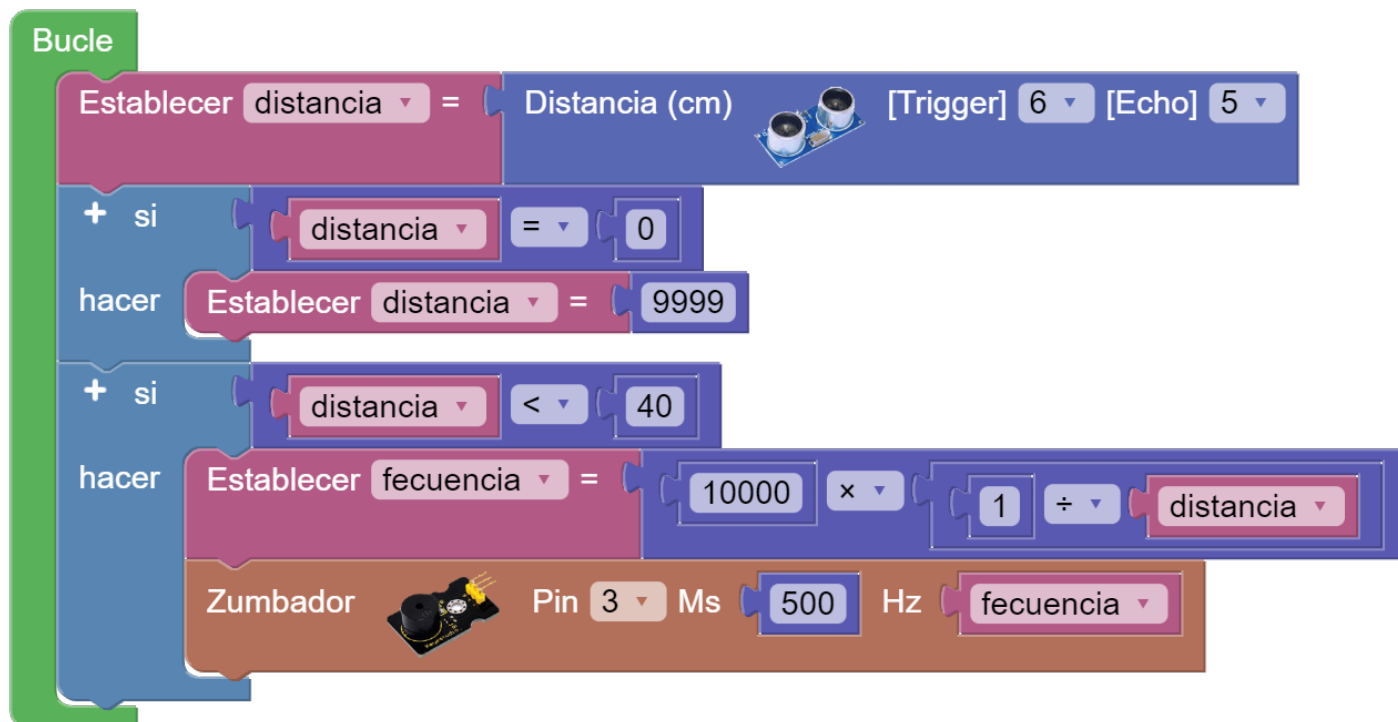 Bucle
Establecer distancia = Distancia (cm) [Trigger] 6 [Echo] 5
+ si distancia = 0
hacer Establecer distancia = 9999
+ si distancia < 40
hacer Establecer fecuencia = 10000 × 1 ÷ distancia
Zumbador Pin 3 Ms 500 Hz fecuencia